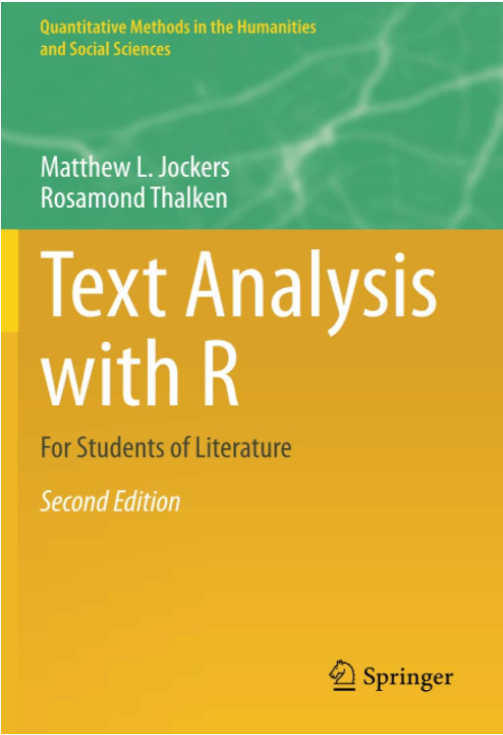 Quantitative Methods in the Humanities
and Social Sciences
Matthew L. Jockers
Rosamond Thalken
Text Analysis
with R
For Students of Literature
Second Edition
Springer